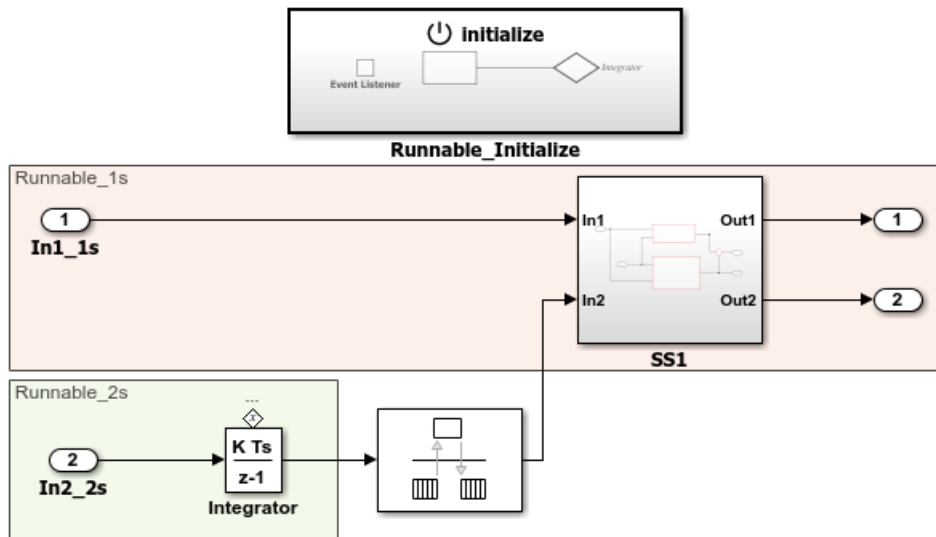 initialize
Event Listener
Integrator
Runnable_Initialize
Runnable_1s
1
In1_1s
In1
Out1
1
In2
Out2
2
SS1
Runnable_2s
...
x
2
In2_2s
K Ts
z-1
Integrator